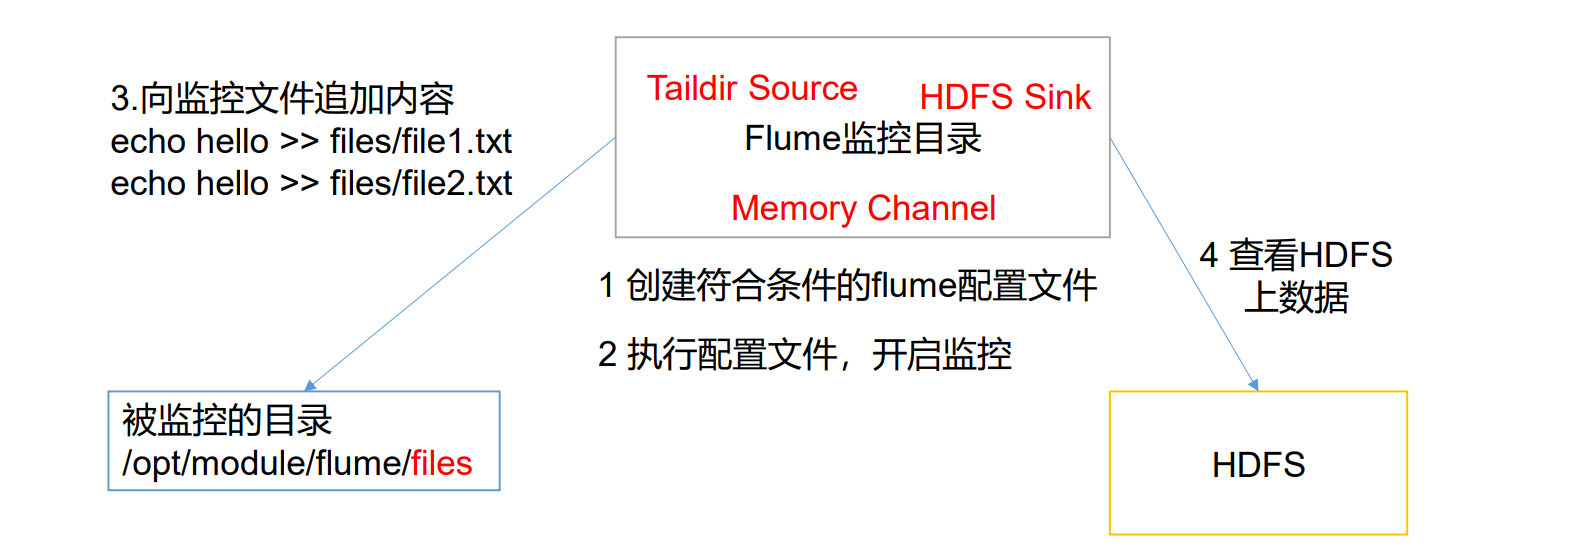 3.向监控文件追加内容
echo hello >> files/file1.txt
echo hello >> files/file2.txt
Taildir Source
HDFS Sink
Flume监控目录
Memory Channel
1 创建符合条件的flume配置文件
2 执行配置文件，开启监控
4 查看HDFS
上数据
被监控的目录
/opt/module/flume/files
HDFS